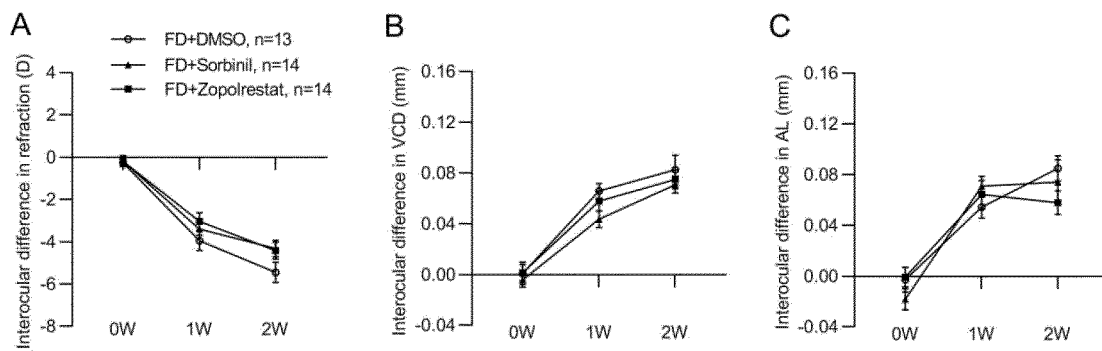 A
FD+DMSO, n=13
FD+Sorbinil, n=14
FD+Zopolrestat, n=14
Interocular difference in refraction (D)
4
2
0
-2
-4
-6
-8
0W 1W 2W
B
Interocular difference in VCD (mm)
0.16
0.12
0.08
0.04
0.00
-0.04
0W 1W 2W
C
Interocular difference in AL (mm)
0.16
0.12
0.08
0.04
0.00
-0.04
0W 1W 2W